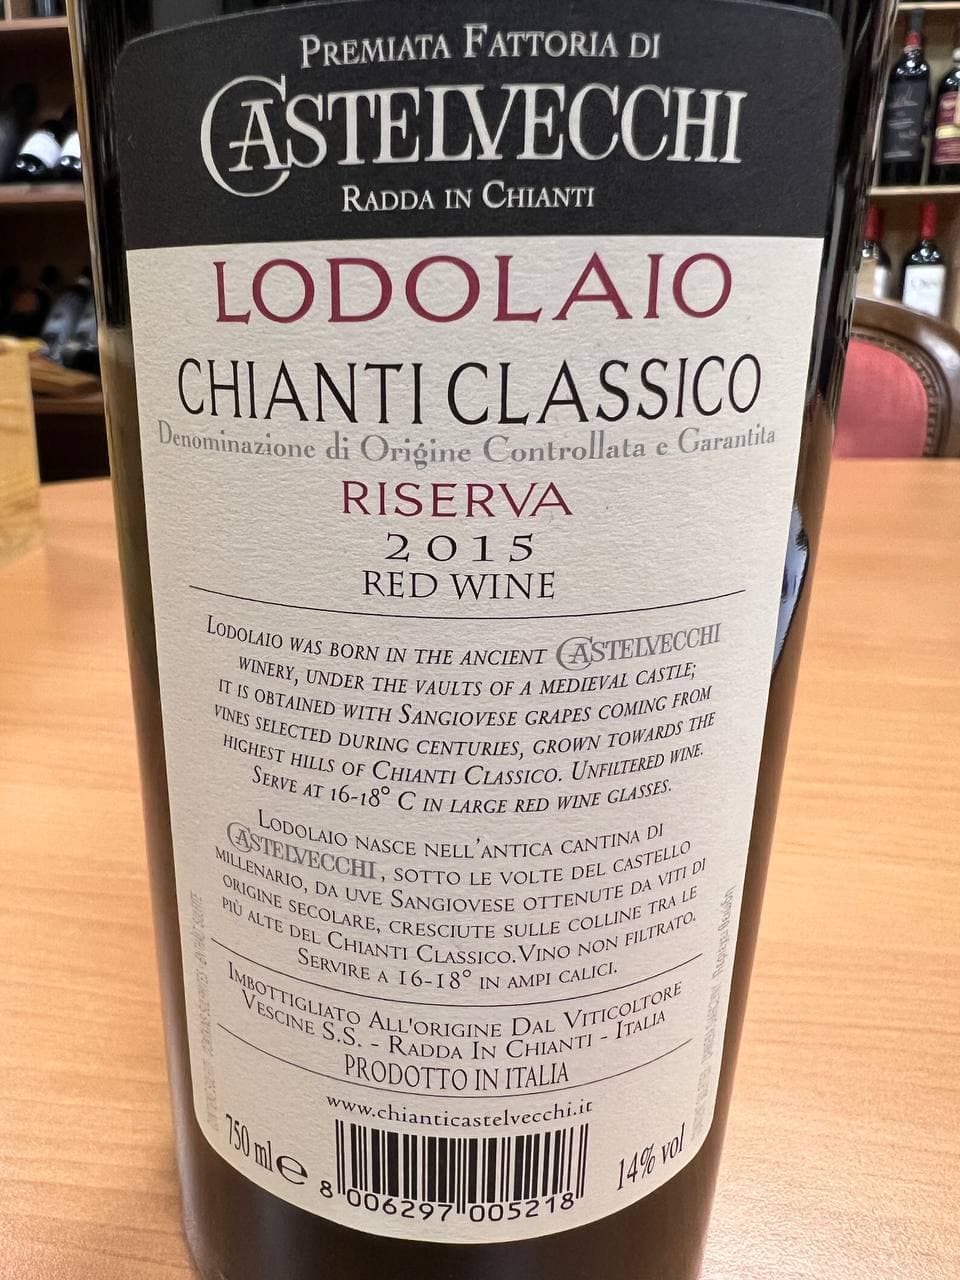 PREMIATA FATTORIA DI
CASTELVECCHI
RADDA IN CHIANTI
LODOLAIO
CHIANTI CLASSICO
Denominazione di Origine Controllata e Garantita
RISERVA
2015
RED WINE
LODOLAIO WAS BORN IN THE ANCIENT CASTELVECCHI
WINERY, UNDER THE VAULTS OF A MEDIEVAL CASTLE;
IT IS OBTAINED WITH SANGIOVESE GRAPES COMING FROM
VINES SELECTED DURING CENTURIES, GROWN TOWARDS THE
HIGHEST HILLS OF CHIANTI CLASSICO. UNFILTERED WINE.
SERVE AT 16-18° C IN LARGE RED WINE GLASSES.
LODOLAIO NASCE NELL'ANTICA CANTINA DI
CASTELVECCHI, SOTTO LE VOLTE DEL CASTELLO
MILLENARIO, DA UVE SANGIOVESE OTTENUTE DA VITI DI
ORIGINE SECOLARE, CRESCIUTE SULLE COLLINE TRA LE
PIÙ ALTE DEL CHIANTI CLASSICO. VINO NON FILTRATO.
SERVIRE A 16-18° IN AMPI CALICI.
IMBOTTIGLIATO ALL'ORIGINE DAL VITICOLTORE
VESCINE S.S. - RADDA IN CHIANTI - ITALIA
PRODOTTO IN ITALIA
www.chianticastelvecchi.it
750 ml e
14% vol
8 006297 005218